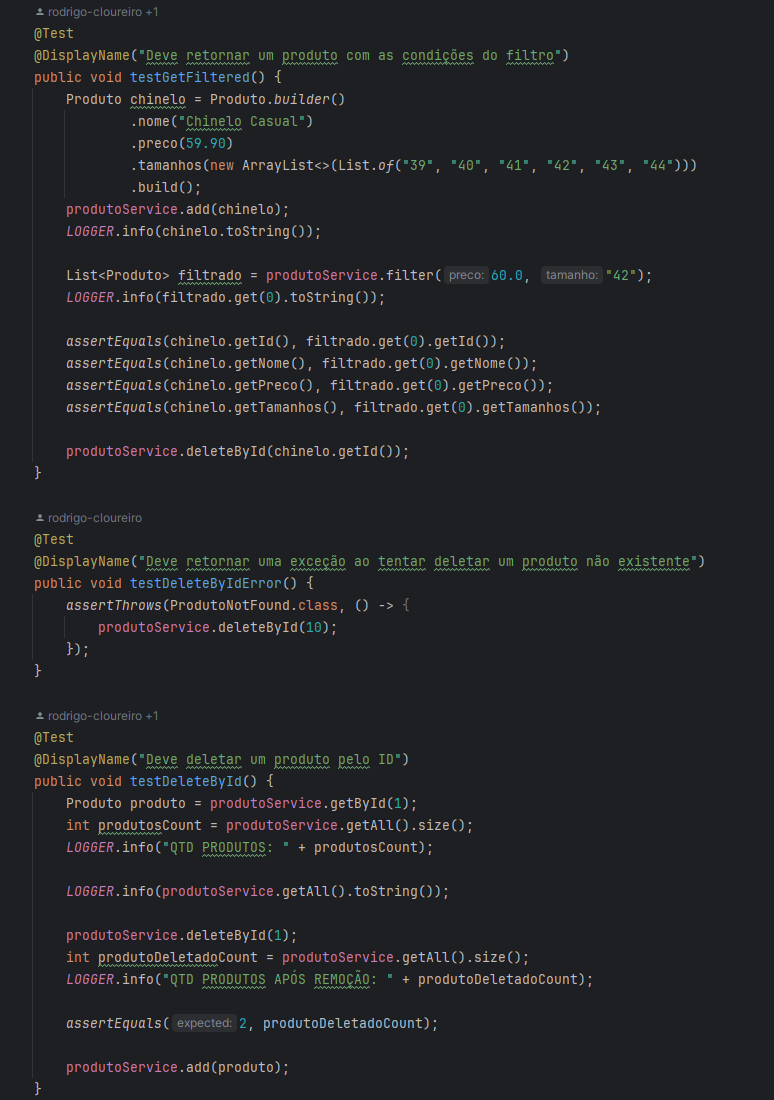 rodrigo-cloureiro +1
@Test
@DisplayName("Deve retornar um produto com as condições do filtro")
public void testGetFiltered() {
    Produto chinelo = Produto.builder()
            .nome("Chinelo Casual")
            .preco(59.90)
            .tamanhos(new ArrayList<>(List.of("39", "40", "41", "42", "43", "44")))
            .build();
    produtoService.add(chinelo);
    LOGGER.info(chinelo.toString());

    List<Produto> filtrado = produtoService.filter( preco: 60.0, tamanho: "42");
    LOGGER.info(filtrado.get(0).toString());

    assertEquals(chinelo.getId(), filtrado.get(0).getId());
    assertEquals(chinelo.getNome(), filtrado.get(0).getNome());
    assertEquals(chinelo.getPreco(), filtrado.get(0).getPreco());
    assertEquals(chinelo.getTamanhos(), filtrado.get(0).getTamanhos());

    produtoService.deleteById(chinelo.getId());
}

rodrigo-cloureiro
@Test
@DisplayName("Deve retornar uma exceção ao tentar deletar um produto não existente")
public void testDeleteByIdError() {
    assertThrows(ProdutoNotFound.class, () -> {
        produtoService.deleteById(10);
    });
}

rodrigo-cloureiro +1
@Test
@DisplayName("Deve deletar um produto pelo ID")
public void testDeleteById() {
    Produto produto = produtoService.getById(1);
    int produtosCount = produtoService.getAll().size();
    LOGGER.info("QTD PRODUTOS: " + produtosCount);

    LOGGER.info(produtoService.getAll().toString());

    produtoService.deleteById(1);
    int produtoDeletadoCount = produtoService.getAll().size();
    LOGGER.info("QTD PRODUTOS APÓS REMOÇÃO: " + produtoDeletadoCount);

    assertEquals( expected: 2, produtoDeletadoCount);

    produtoService.add(produto);
}